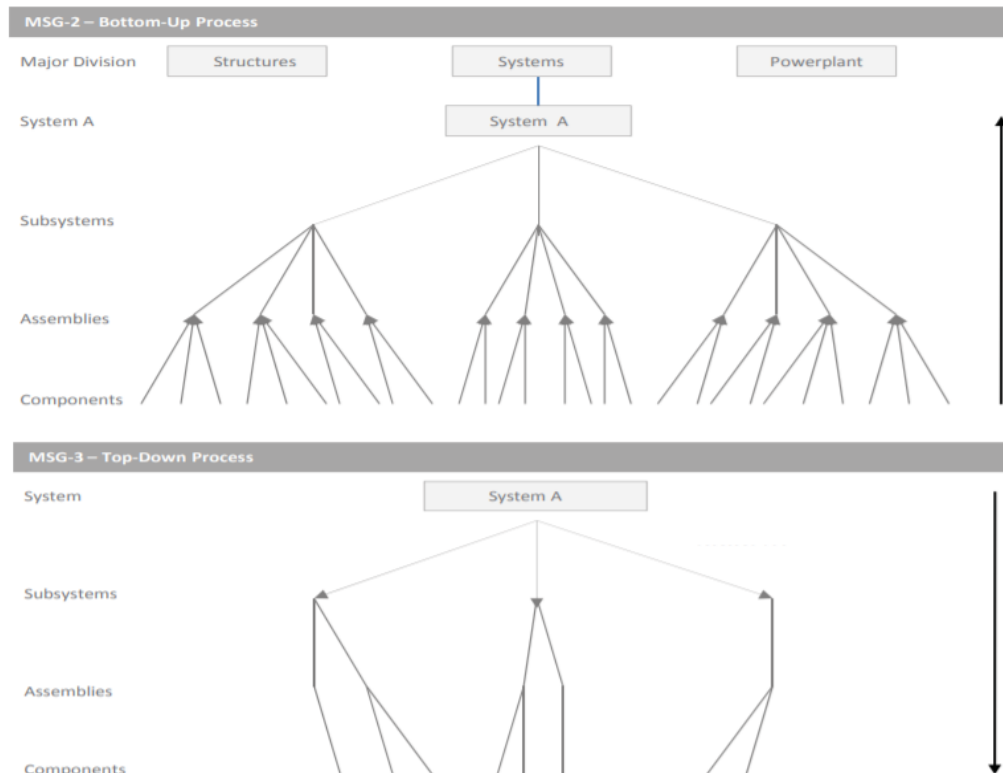 MSG-2 – Bottom-Up Process
Major Division
Structures
Systems
Powerplant
System A
System A
Subsystems
Assemblies
Components
MSG-3 – Top-Down Process
System
System A
Subsystems
Assemblies
Components